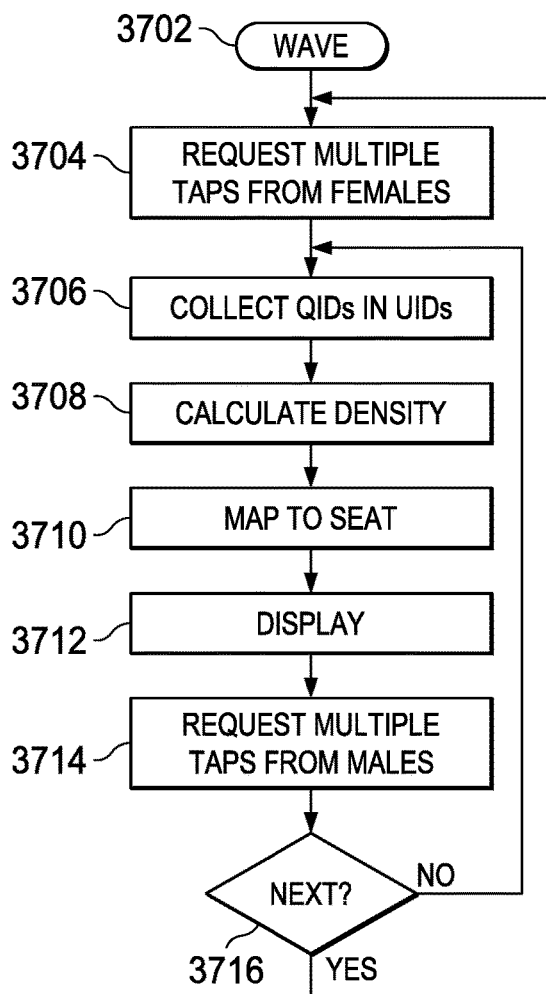 3702
WAVE
3704
REQUEST MULTIPLE
TAPS FROM FEMALES
3706
COLLECT QIDs IN UIDs
3708
CALCULATE DENSITY
3710
MAP TO SEAT
3712
DISPLAY
3714
REQUEST MULTIPLE
TAPS FROM MALES
NEXT?
NO
3716
YES